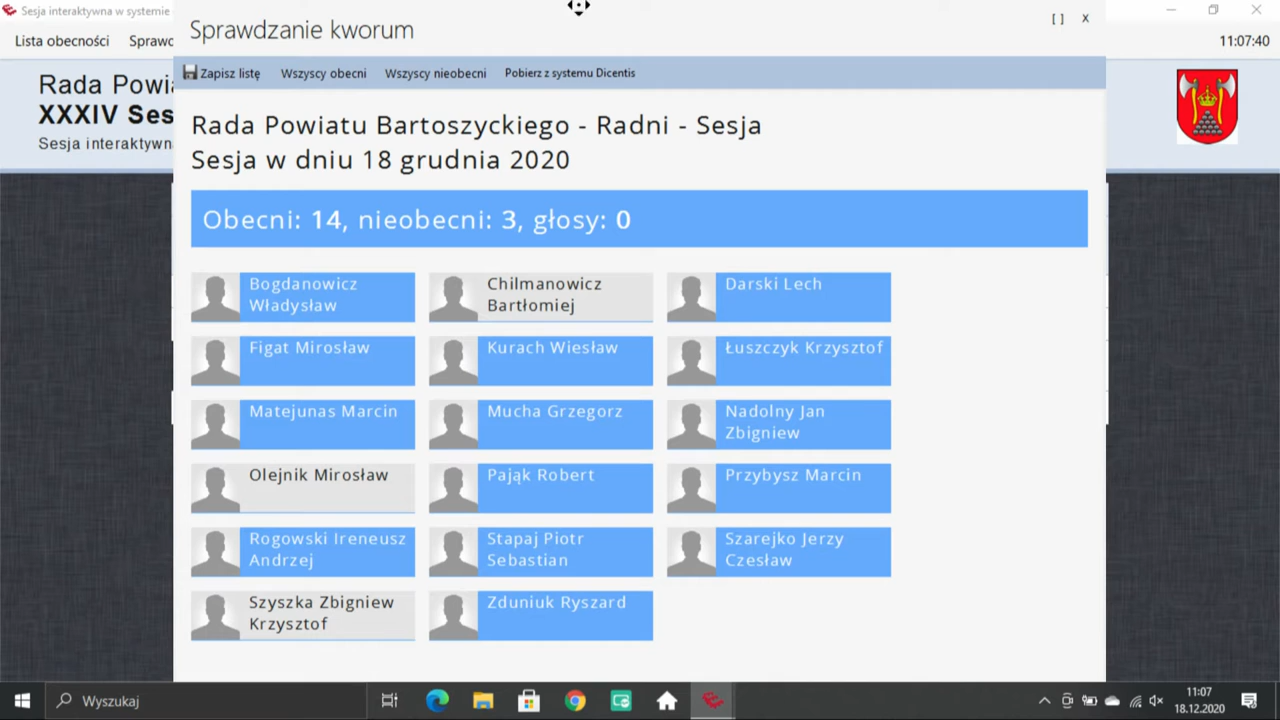 Sesja interaktywna w systemie
Lista obecności
Rada Powi
XXXIV Ses
Sesja interaktywn
Sprawdzanie kworum
[ ] X
11:07:40
Zapisz listę Wszyscy obecni Wszyscy nieobecni Pobierz z systemu Dicentis
Rada Powiatu Bartoszyckiego - Radni - Sesja
Sesja w dniu 18 grudnia 2020
Obecni: 14, nieobecni: 3, głosy: 0
Bogdanowicz
Władysław
Chilmanowicz
Bartłomiej
Darski Lech
Figat Mirosław
Kurach Wiesław
Łuszczyk Krzysztof
Matejunas Marcin
Mucha Grzegorz
Nadolny Jan
Zbigniew
Olejnik Mirosław
Pająk Robert
Przybysz Marcin
Rogowski Ireneusz
Andrzej
Stapaj Piotr
Sebastian
Szarejko Jerzy
Czesław
Szyszka Zbigniew
Krzysztof
Zduniuk Ryszard
Wyszukaj
11:07
18.12.2020